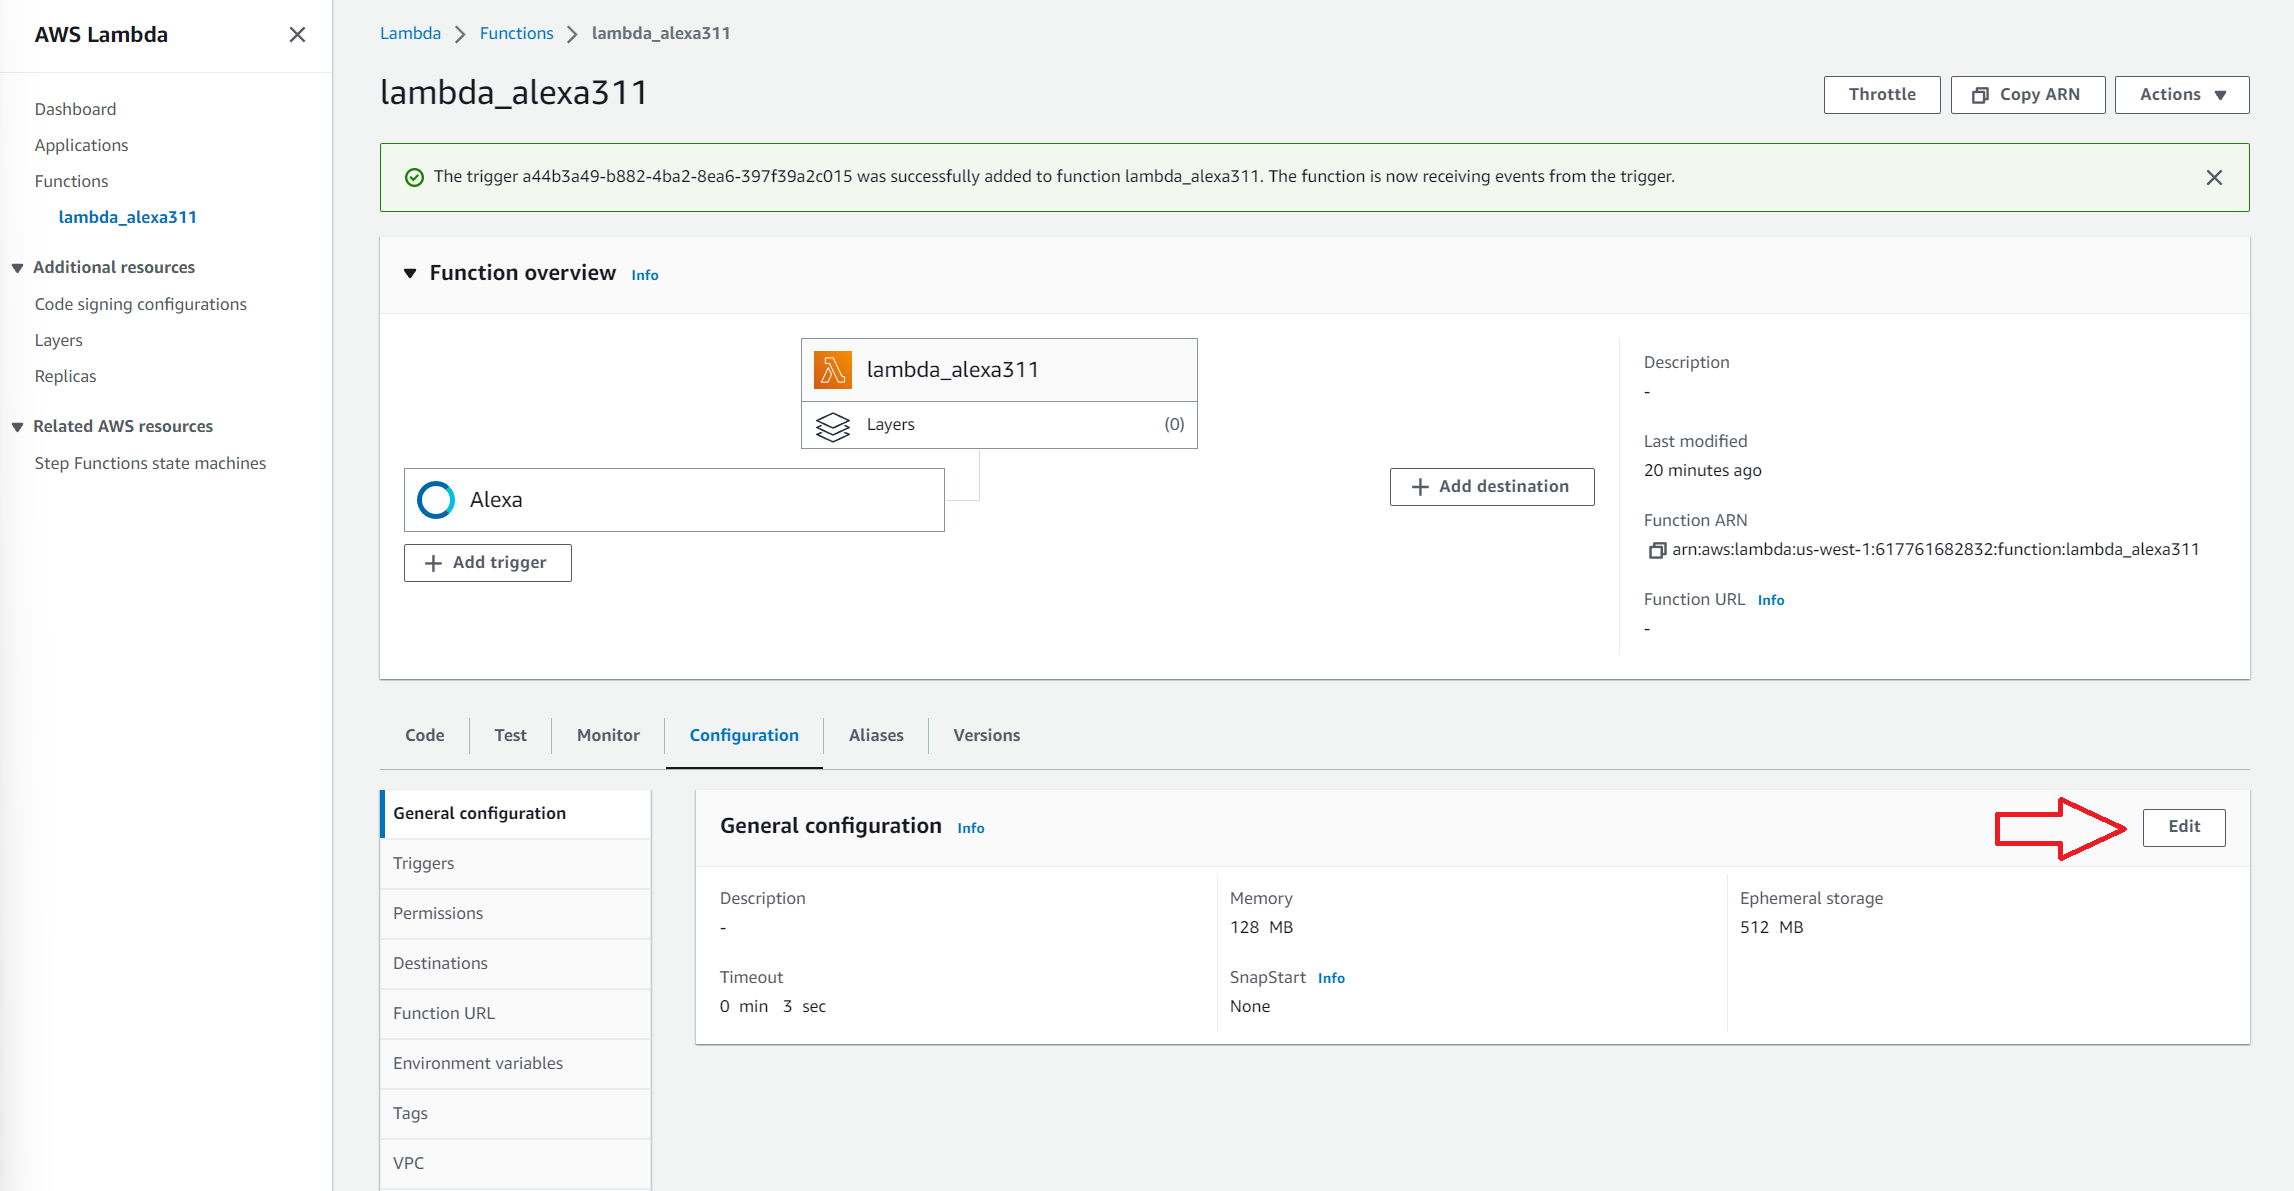 AWS Lambda
Dashboard
Applications
Functions
lambda_alexa311
Additional resources
Code signing configurations
Layers
Replicas
Related AWS resources
Step Functions state machines
Lambda > Functions > lambda_alexa311
lambda_alexa311
Throttle
Copy ARN
Actions
The trigger a44b3a49-b882-4ba2-8ea6-397f39a2c015 was successfully added to function lambda_alexa311. The function is now receiving events from the trigger.
Function overview Info
lambda_alexa311
Layers (0)
Alexa
+ Add trigger
+ Add destination
Description
-
Last modified
20 minutes ago
Function ARN
arn:aws:lambda:us-west-1:617761682832:function:lambda_alexa311
Function URL Info
-
Code Test Monitor Configuration Aliases Versions
General configuration
Triggers
Permissions
Destinations
Function URL
Environment variables
Tags
VPC
General configuration Info
Edit
Description
-
Memory
128 MB
Ephemeral storage
512 MB
Timeout
0 min 3 sec
SnapStart Info
None